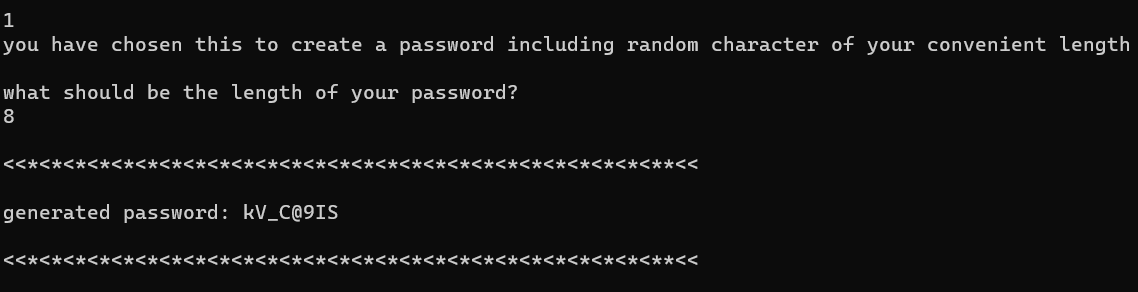 1
you have chosen this to create a password including random character of your convenient length
what should be the length of your password?
8
<<*<*<*<*<*<*<*<*<*<*<*<*<*<*<*<*<*<*<*<*<*<*<*<*<*<*<**<<
generated password: kV_C@9IS
<<*<*<*<*<*<*<*<*<*<*<*<*<*<*<*<*<*<*<*<*<*<*<*<*<*<*<**<<